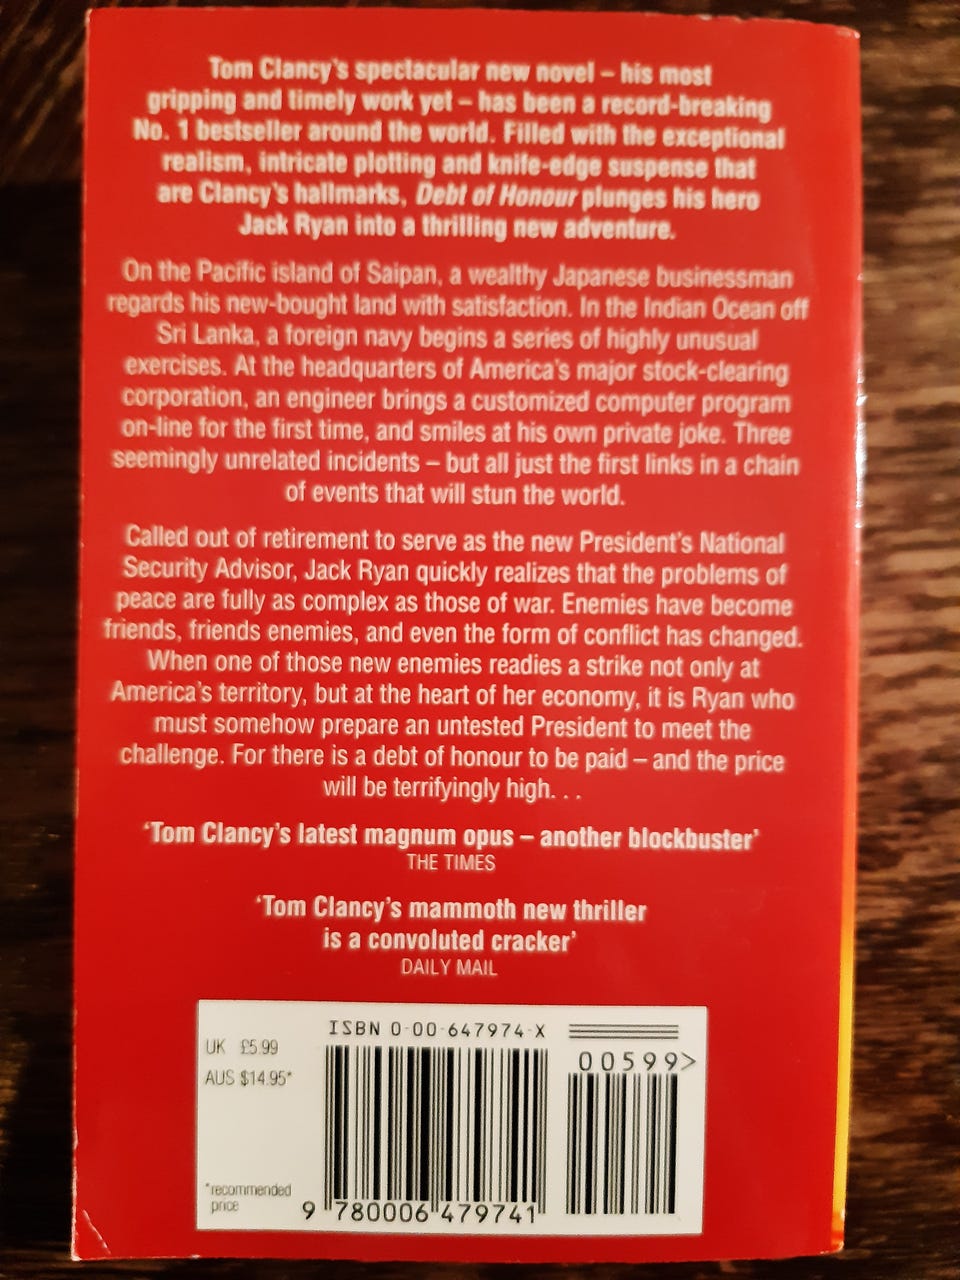 Tom Clancy's spectacular new novel – his most
gripping and timely work yet – has been a record-breaking
No. 1 bestseller around the world. Filled with the exceptional
realism, intricate plotting and knife-edge suspense that
are Clancy's hallmarks, Debt of Honour plunges his hero
Jack Ryan into a thrilling new adventure.
On the Pacific island of Saipan, a wealthy Japanese businessman
regards his new-bought land with satisfaction. In the Indian Ocean off
Sri Lanka, a foreign navy begins a series of highly unusual
exercises. At the headquarters of America's major stock-clearing
corporation, an engineer brings a customized computer program
on-line for the first time, and smiles at his own private joke. Three
seemingly unrelated incidents – but all just the first links in a chain
of events that will stun the world.
Called out of retirement to serve as the new President's National
Security Advisor, Jack Ryan quickly realizes that the problems of
peace are fully as complex as those of war. Enemies have become
friends, friends enemies, and even the form of conflict has changed.
When one of those new enemies readies a strike not only at
America's territory, but at the heart of her economy, it is Ryan who
must somehow prepare an untested President to meet the
challenge. For there is a debt of honour to be paid – and the price
will be terrifyingly high. . .
'Tom Clancy's latest magnum opus – another blockbuster'
THE TIMES
'Tom Clancy's mammoth new thriller
is a convoluted cracker'
DAILY MAIL
ISBN 0-00-647974-X
UK £5.99
AUS $14.95*
00599>
*recommended
price
9 780006 479741